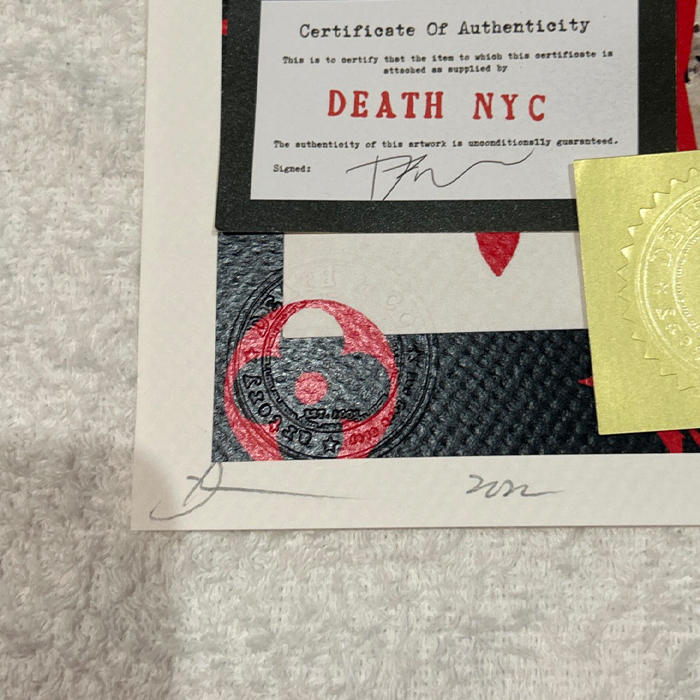 Certificate Of Authenticity
This is to certify that the item to which this certificate is
attached as supplied by
DEATH NYC
The authenticity of this artwork is unconditionally guaranteed.
Signed:
2022